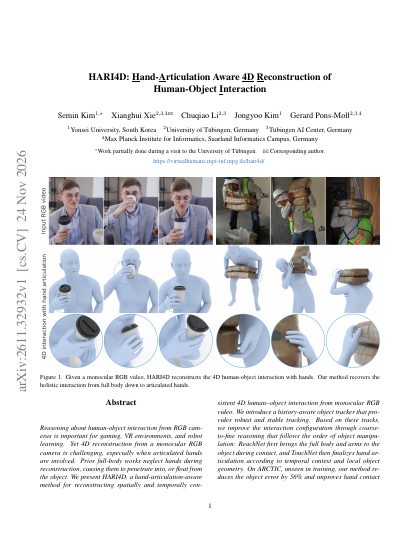 HARI4D: Hand-Articulation Aware 4D Reconstruction of
Human-Object Interaction
Semin Kim1,* Xianghui Xie2,3,4✉ Chuqiao Li2,3 Jongyoo Kim1 Gerard Pons-Moll2,3,4
1Yonsei University, South Korea 2University of Tübingen, Germany 3Tübingen AI Center, Germany
4Max Planck Institute for Informatics, Saarland Informatics Campus, Germany
*Work partially done during a visit to the University of Tübingen. ✉ Corresponding author.
https://virtualhumans.mpi-inf.mpg.de/hari4d/
arXiv:2611.32932v1 [cs.CV] 24 Nov 2026
Input RGB video
4D interaction with hand articulation
Figure 1. Given a monocular RGB video, HARI4D reconstructs the 4D human-object interaction with hands. Our method recovers the
holistic interaction from full body down to articulated hands.
Abstract
Reasoning about human-object interaction from RGB cam-
eras is important for gaming, VR environments, and robot
learning. Yet 4D reconstruction from a monocular RGB
camera is challenging, especially when articulated hands
are involved. Prior full-body works neglect hands during
reconstruction, causing them to penetrate into, or float from
the object. We present HARI4D, a hand-articulation-aware
method for reconstructing spatially and temporally con-
sistent 4D human-object interaction from monocular RGB
video. We introduce a history-aware object tracker that pro-
vides robust and stable tracking. Based on these tracks,
we improve the interaction configuration through coarse-
to-fine reasoning that follows the order of object manipula-
tion: ReachNet first brings the full body and arms to the
object during contact, and TouchNet then finalizes hand ar-
ticulation according to temporal context and local object
geometry. On ARCTIC, unseen in training, our method re-
duces the object error by 56% and improves hand contact
1